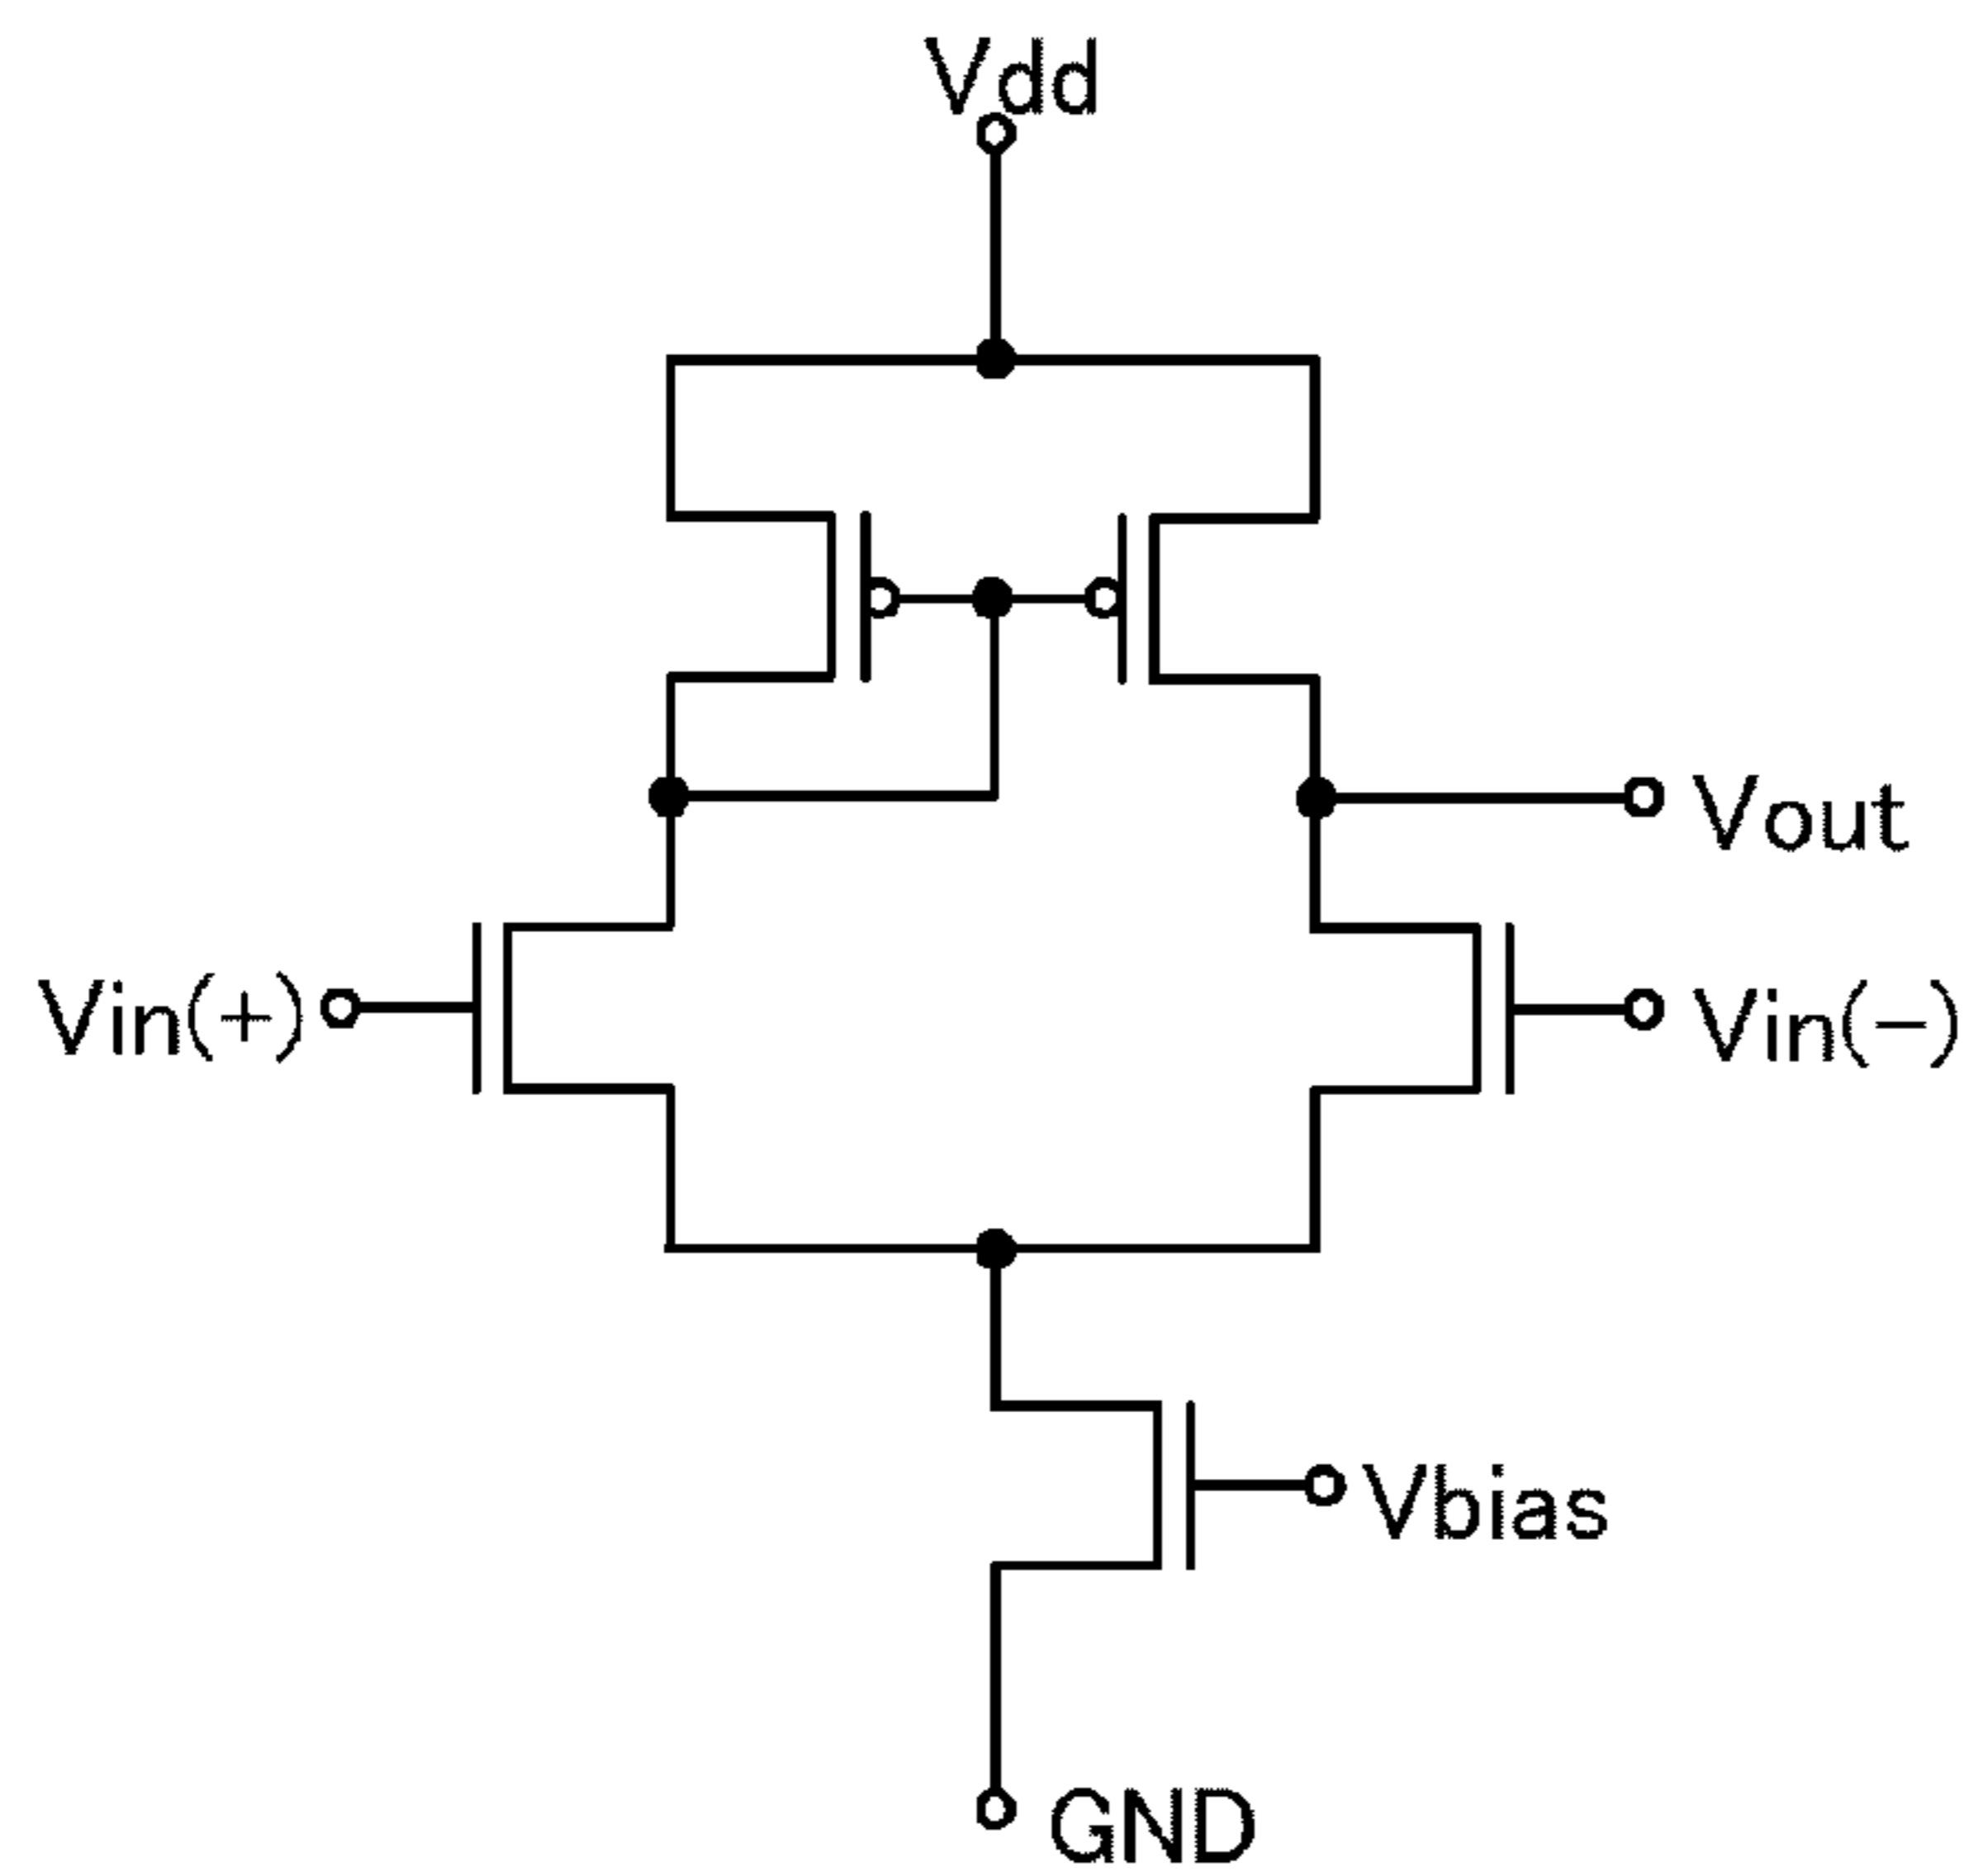 Vdd
Vout
Vin(+)
Vin(−)
Vbias
GND